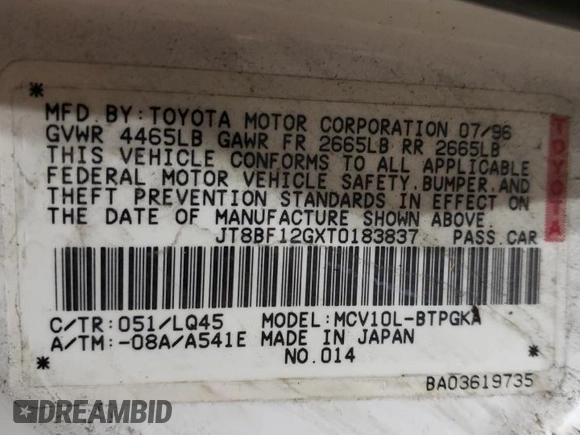 MFD. BY: TOYOTA MOTOR CORPORATION 07/96
GVWR 4465LB GAWR FR 2665LB RR 2665LB
THIS VEHICLE CONFORMS TO ALL APPLICABLE
FEDERAL MOTOR VEHICLE SAFETY, BUMPER, AND
THEFT PREVENTION STANDARDS IN EFFECT ON
THE DATE OF MANUFACTURE SHOWN ABOVE.
JT8BF12GXT0183837 PASS. CAR
TOYOTA
C/TR: 051/LQ45 MODEL: MCV10L-BTPGKA
A/TM: -08A/A541E MADE IN JAPAN
NO. 014
BA03619735
DREAMBID